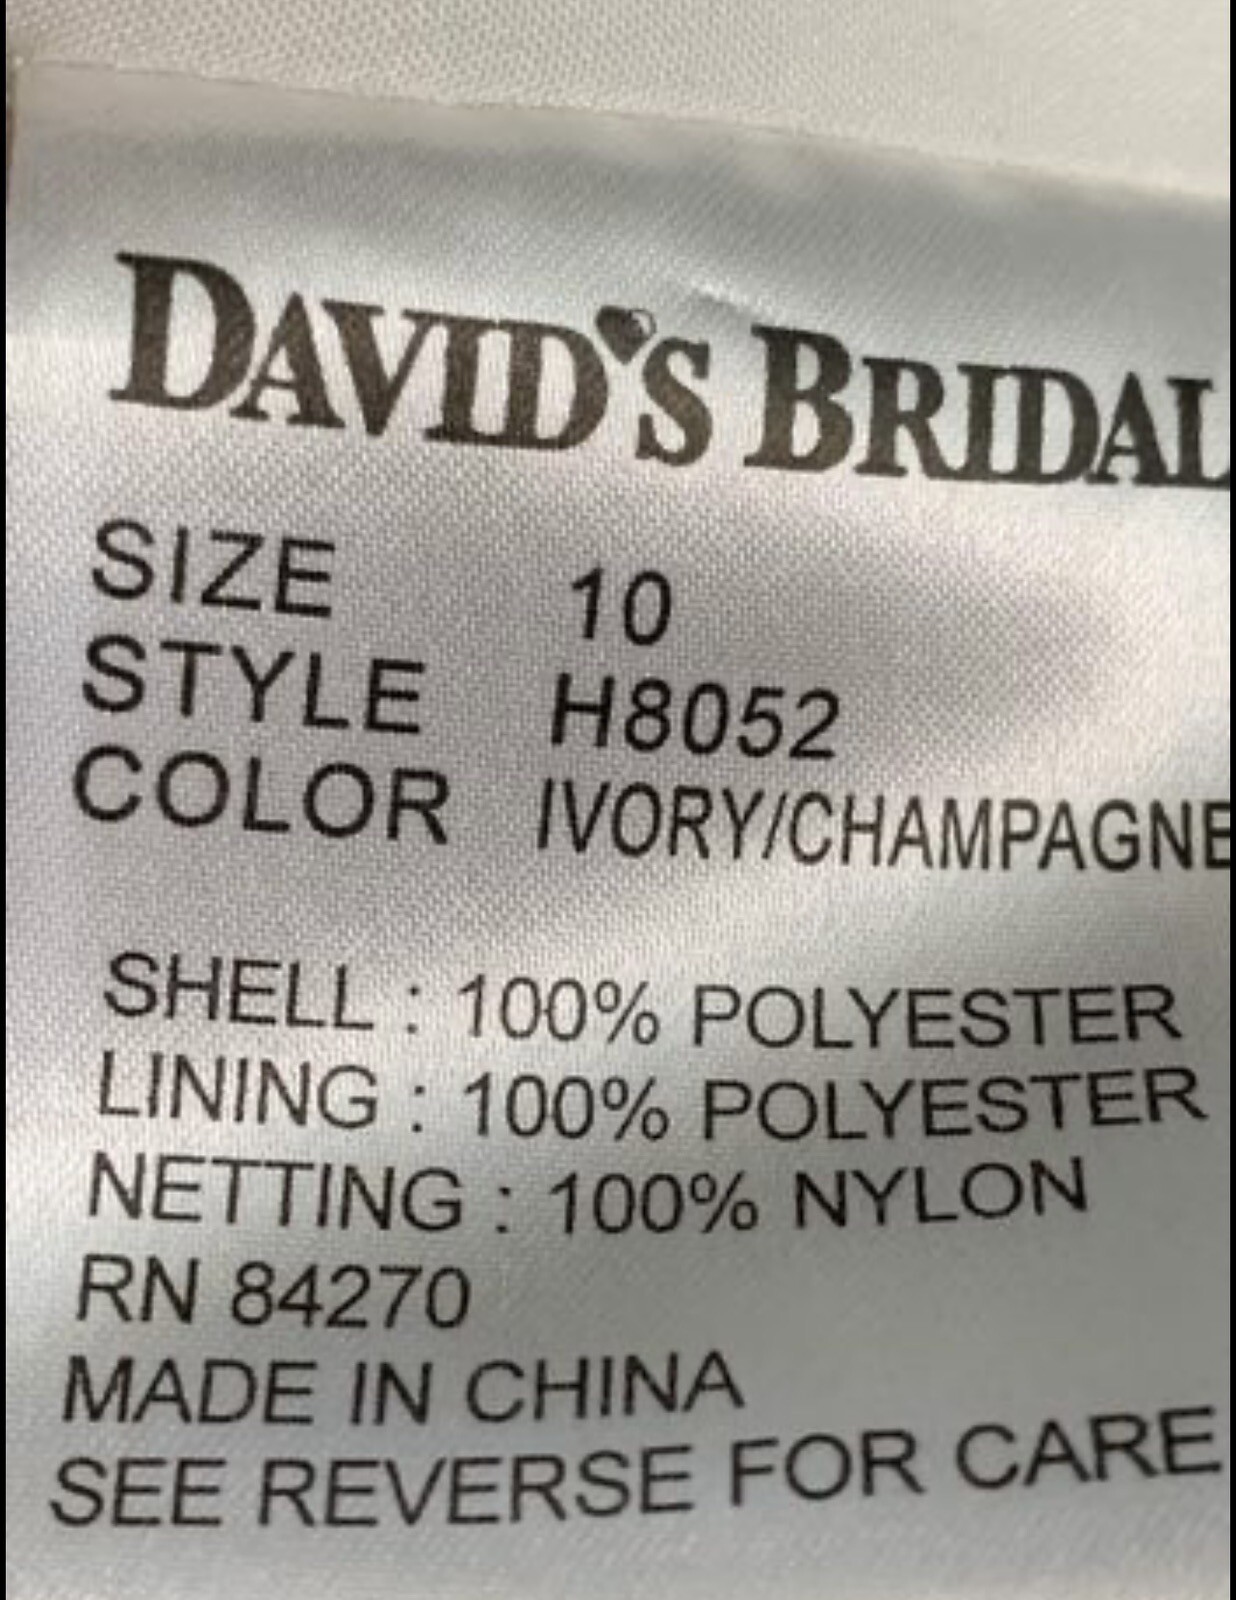 DAVID'S BRIDAL
SIZE 10
STYLE H8052
COLOR IVORY/CHAMPAGNE
SHELL : 100% POLYESTER
LINING : 100% POLYESTER
NETTING : 100% NYLON
RN 84270
MADE IN CHINA
SEE REVERSE FOR CARE